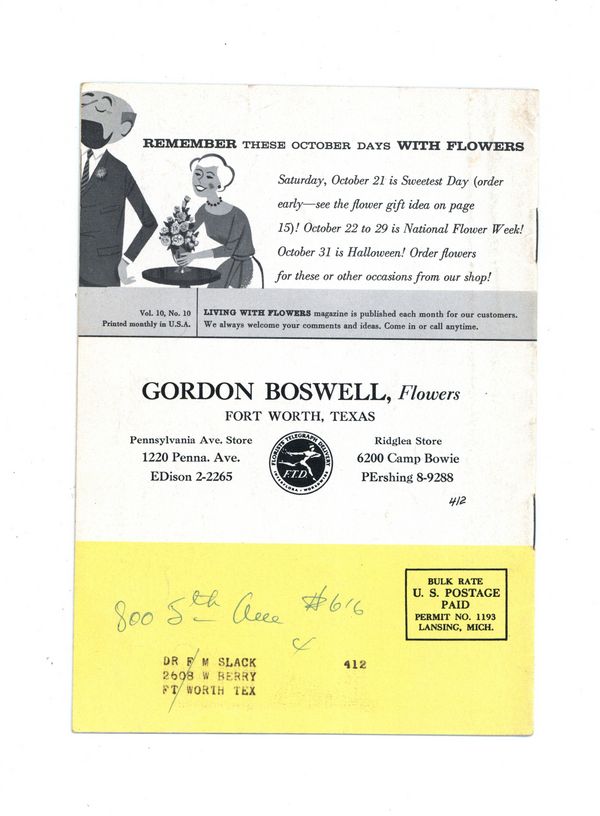 REMEMBER THESE OCTOBER DAYS WITH FLOWERS
Saturday, October 21 is Sweetest Day (order
early—see the flower gift idea on page
15)! October 22 to 29 is National Flower Week!
October 31 is Halloween! Order flowers
for these or other occasions from our shop!
Vol. 10, No. 10
Printed monthly in U.S.A.
LIVING WITH FLOWERS magazine is published each month for our customers.
We always welcome your comments and ideas. Come in or call anytime.
GORDON BOSWELL, Flowers
FORT WORTH, TEXAS
Pennsylvania Ave. Store
1220 Penna. Ave.
EDison 2-2265
FLORISTS TELEGRAPH DELIVERY
F.T.D.
INTERFLORA · WORLDWIDE
Ridglea Store
6200 Camp Bowie
PErshing 8-9288
412
BULK RATE
U. S. POSTAGE
PAID
PERMIT NO. 1193
LANSING, MICH.
800 5th Ave #616
DR F M SLACK 412
2608 W BERRY
FT WORTH TEX